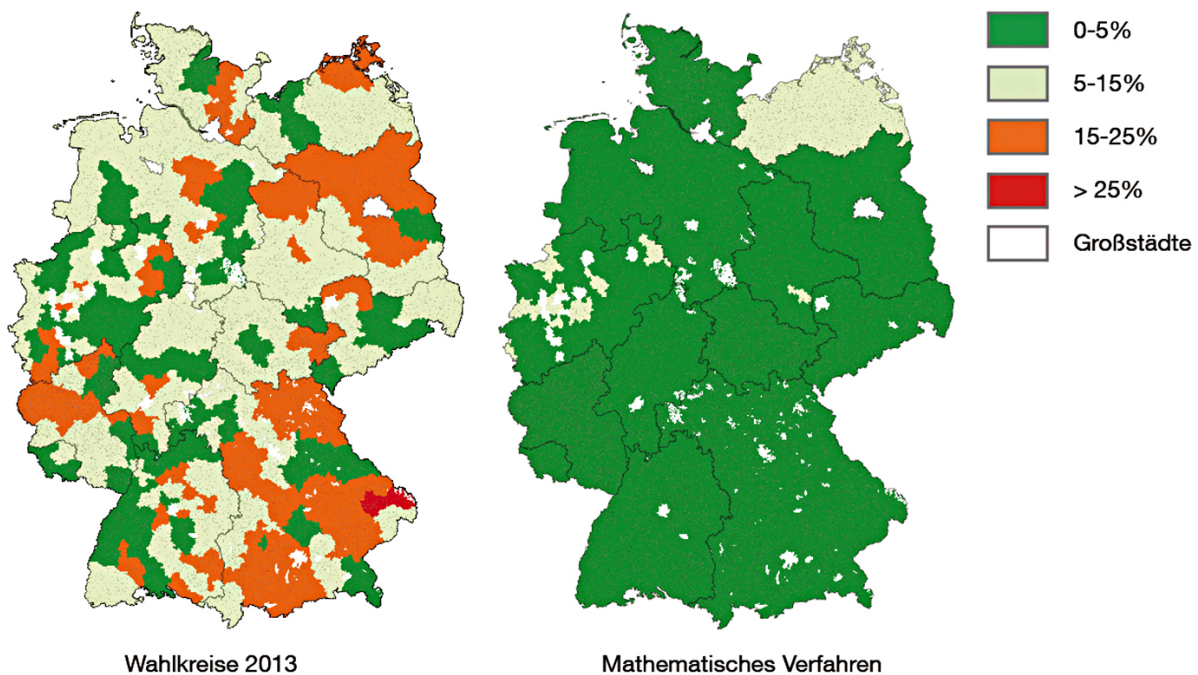 0-5%
5-15%
15-25%
> 25%
Großstädte
Wahlkreise 2013
Mathematisches Verfahren